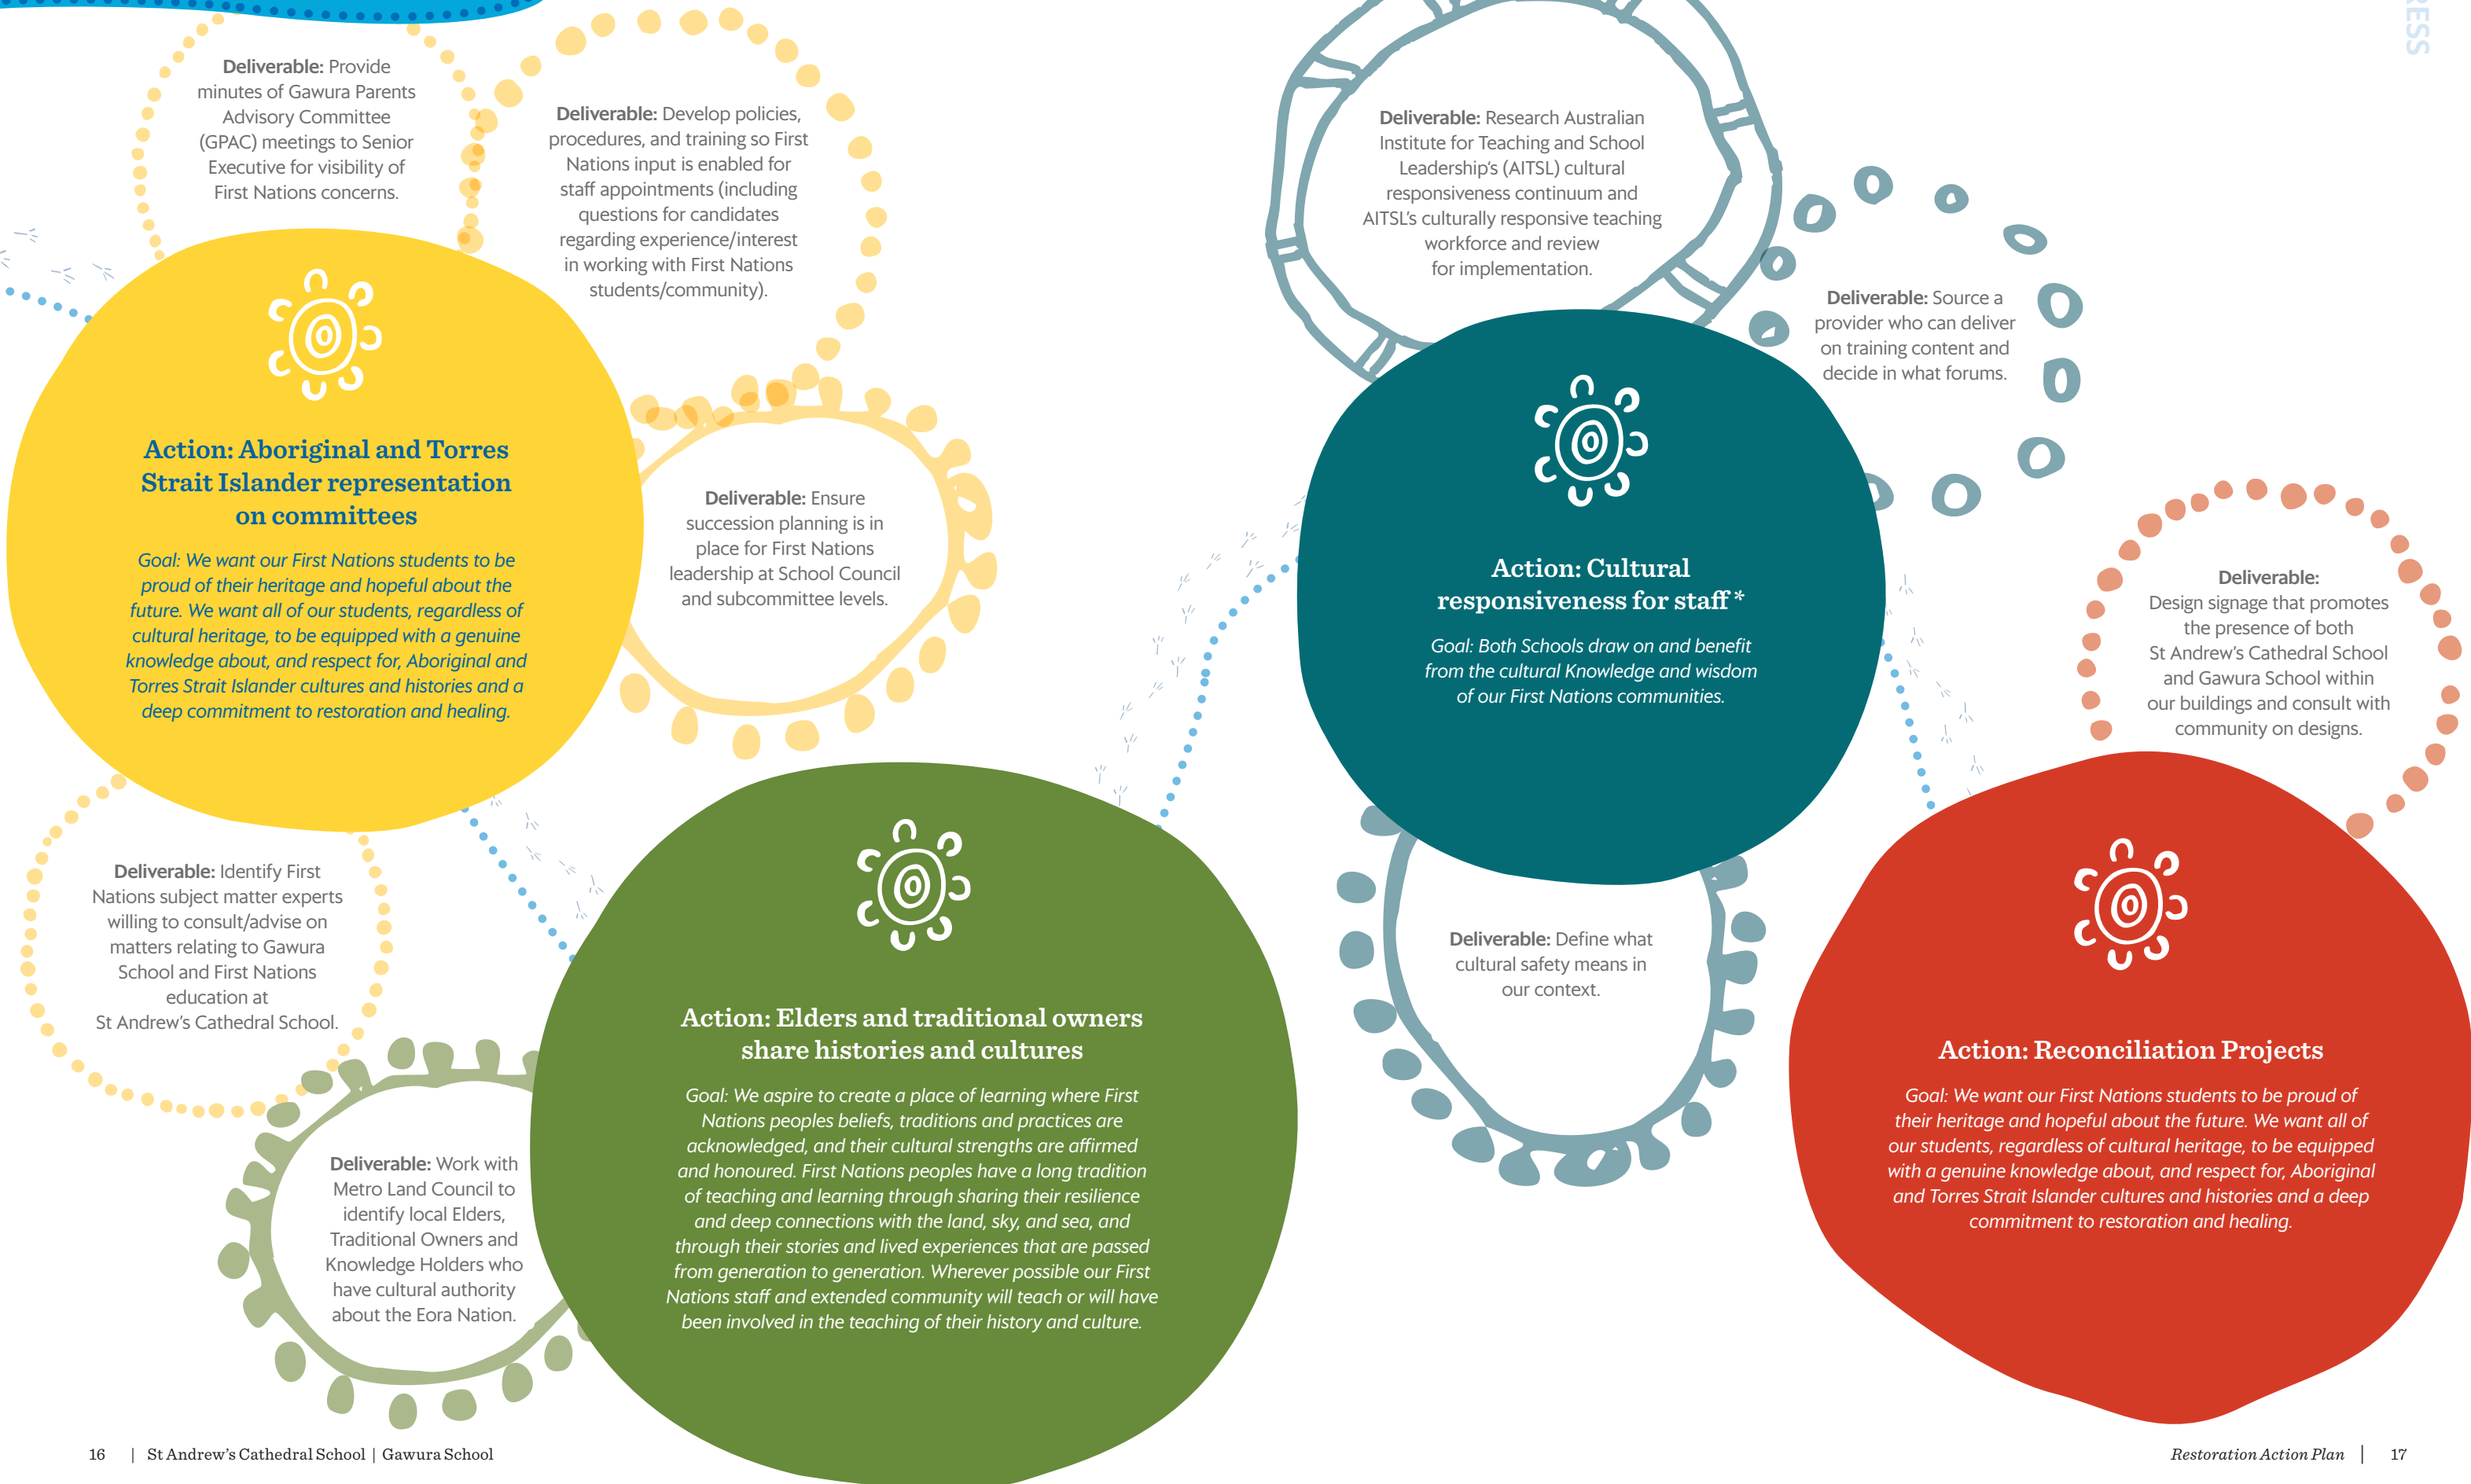 Deliverable: Provide
minutes of Gawura Parents
Advisory Committee
(GPAC) meetings to Senior
Executive for visibility of
First Nations concerns.
Deliverable: Develop policies,
procedures, and training so First
Nations input is enabled for
staff appointments (including
questions for candidates
regarding experience/interest
in working with First Nations
students/community).
Action: Aboriginal and Torres
Strait Islander representation
on committees
Goal: We want our First Nations students to be
proud of their heritage and hopeful about the
future. We want all of our students, regardless of
cultural heritage, to be equipped with a genuine
knowledge about, and respect for, Aboriginal and
Torres Strait Islander cultures and histories and a
deep commitment to restoration and healing.
Deliverable: Ensure
succession planning is in
place for First Nations
leadership at School Council
and subcommittee levels.
Deliverable: Identify First
Nations subject matter experts
willing to consult/advise on
matters relating to Gawura
School and First Nations
education at
St Andrew's Cathedral School.
Deliverable: Work with
Metro Land Council to
identify local Elders,
Traditional Owners and
Knowledge Holders who
have cultural authority
about the Eora Nation.
Action: Elders and traditional owners
share histories and cultures
Goal: We aspire to create a place of learning where First
Nations peoples beliefs, traditions and practices are
acknowledged, and their cultural strengths are affirmed
and honoured. First Nations peoples have a long tradition
of teaching and learning through sharing their resilience
and deep connections with the land, sky, and sea, and
through their stories and lived experiences that are passed
from generation to generation. Wherever possible our First
Nations staff and extended community will teach or will have
been involved in the teaching of their history and culture.
16 | St Andrew's Cathedral School | Gawura School
Deliverable: Research Australian
Institute for Teaching and School
Leadership's (AITSL) cultural
responsiveness continuum and
AITSL's culturally responsive teaching
workforce and review
for implementation.
Deliverable: Source a
provider who can deliver
on training content and
decide in what forums.
Action: Cultural
responsiveness for staff*
Goal: Both Schools draw on and benefit
from the cultural Knowledge and wisdom
of our First Nations communities.
Deliverable: Define what
cultural safety means in
our context.
Deliverable:
Design signage that promotes
the presence of both
St Andrew's Cathedral School
and Gawura School within
our buildings and consult with
community on designs.
Action: Reconciliation Projects
Goal: We want our First Nations students to be proud of
their heritage and hopeful about the future. We want all of
our students, regardless of cultural heritage, to be equipped
with a genuine knowledge about, and respect for, Aboriginal
and Torres Strait Islander cultures and histories and a deep
commitment to restoration and healing.
Restoration Action Plan | 17